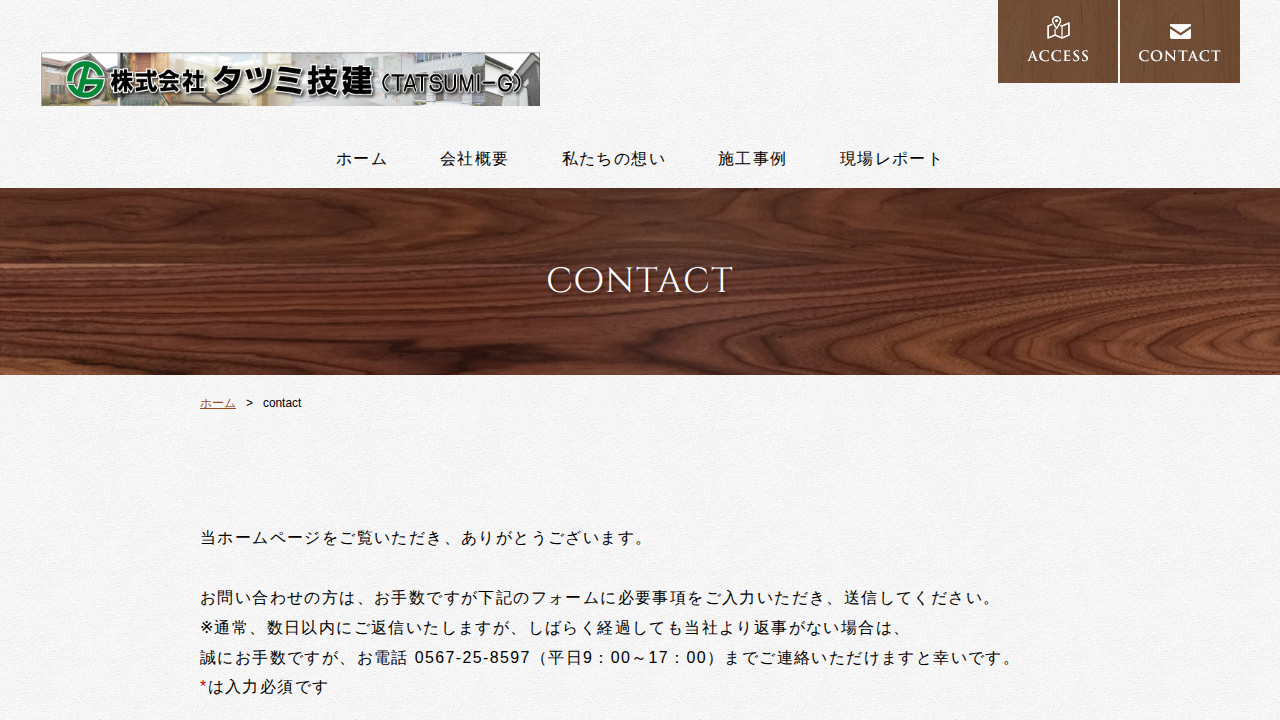 株式会社 タツミ技建 (TATSUMI-G)
ACCESS
CONTACT
ホーム
会社概要
私たちの想い
施工事例
現場レポート
CONTACT
ホーム > contact
当ホームページをご覧いただき、ありがとうございます。
お問い合わせの方は、お手数ですが下記のフォームに必要事項をご入力いただき、送信してください。
※通常、数日以内にご返信いたしますが、しばらく経過しても当社より返事がない場合は、
誠にお手数ですが、お電話 0567-25-8597（平日9：00～17：00）までご連絡いただけますと幸いです。
*は入力必須です